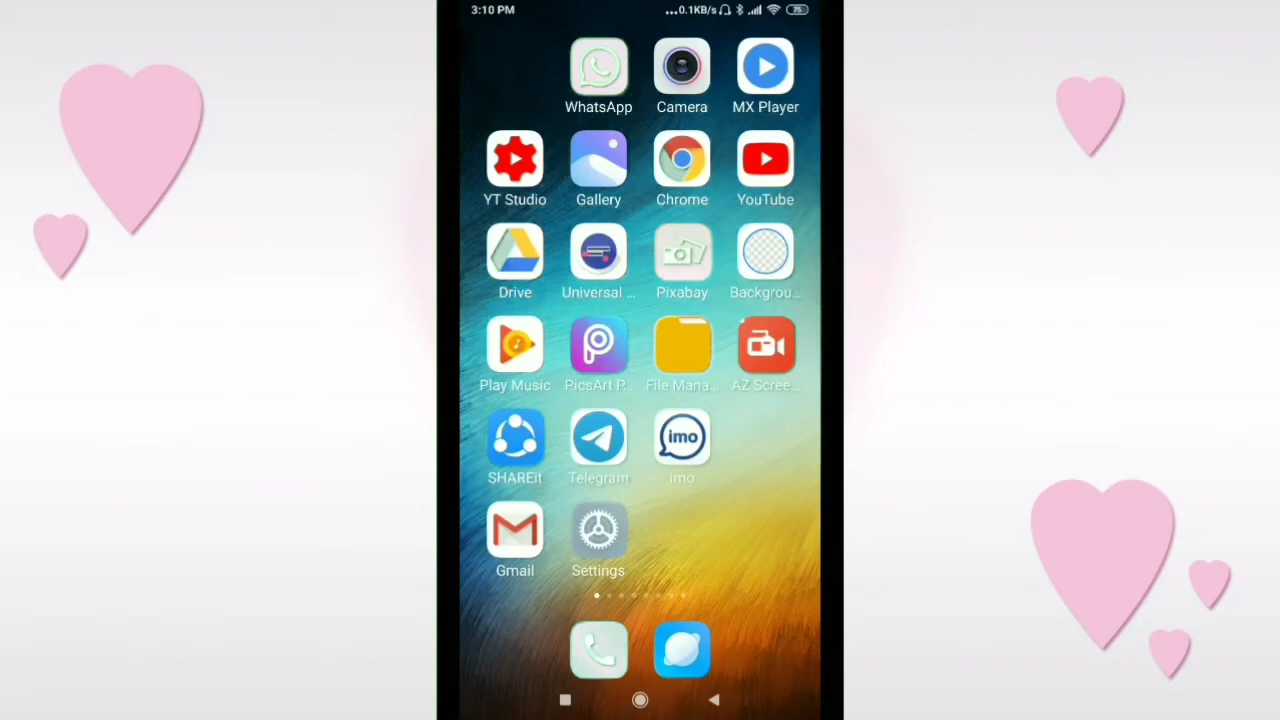 3:10 PM ...0.1KB/s 75
WhatsApp Camera MX Player
YT Studio Gallery Chrome YouTube
Drive Universal ... Pixabay Backgrou...
Play Music PicsArt P... File Mana... AZ Scree...
imo
SHAREit Telegram imo
Gmail Settings